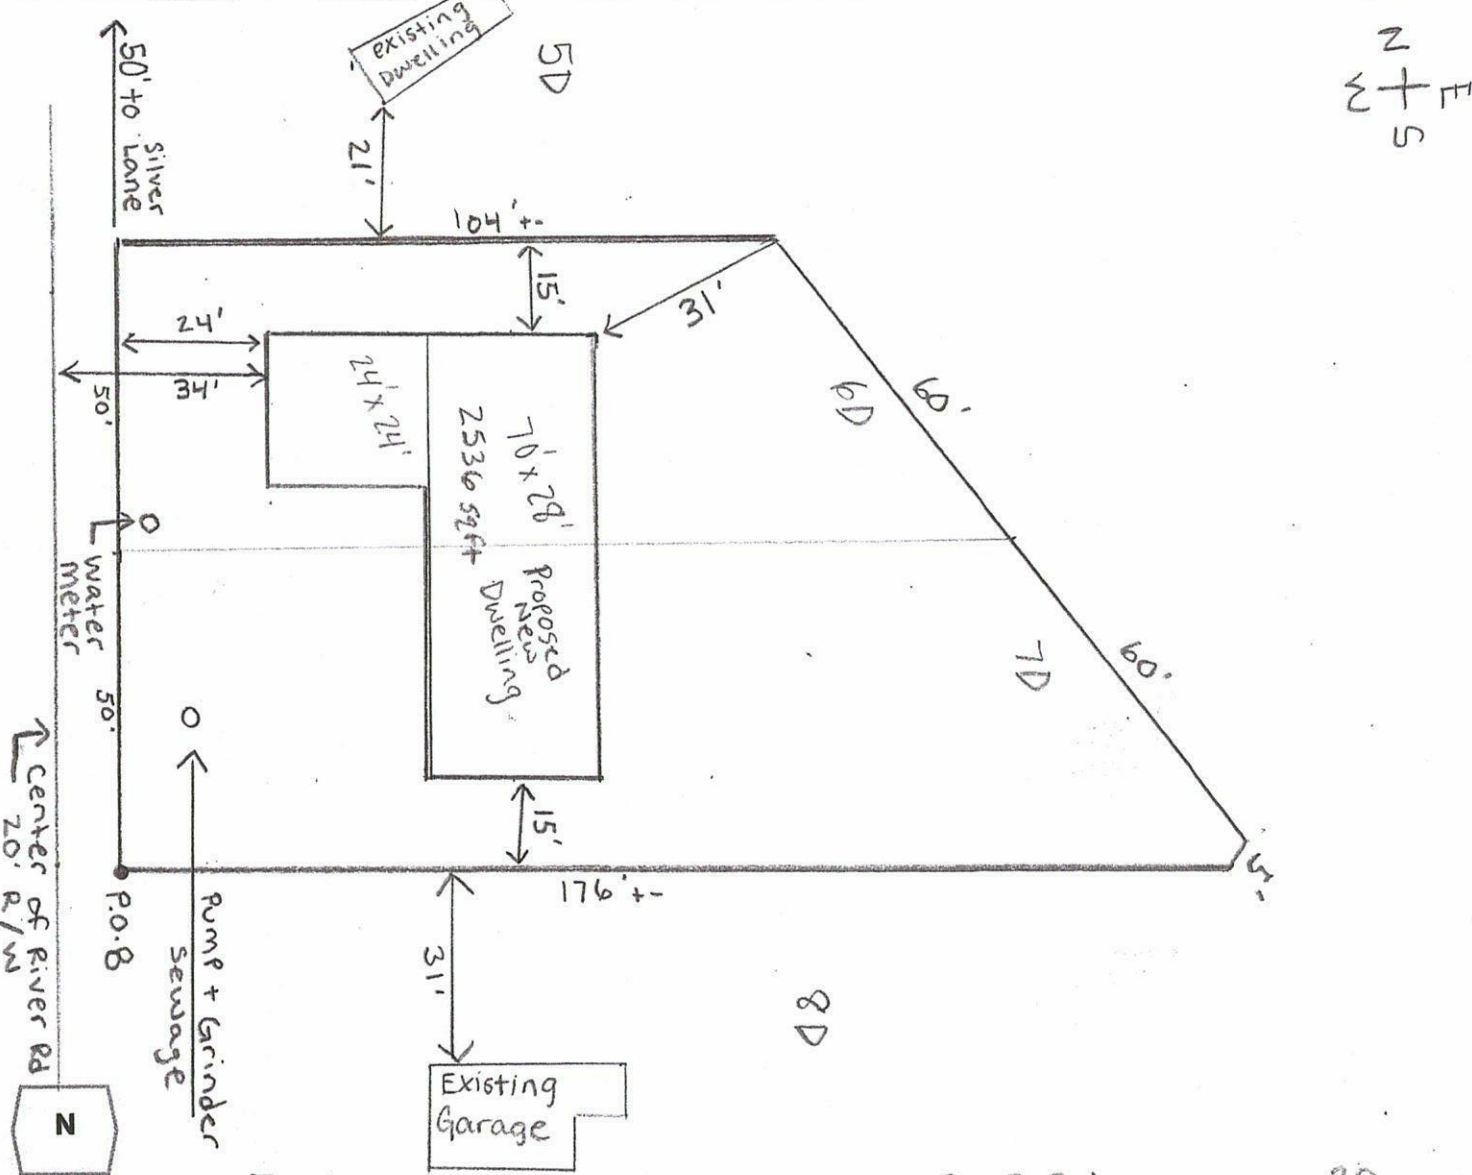 existing
Dwelling
5D
N
E
W
S
50' to Silver
Lane
21'
104'+-
15'
31'
24'
34'
50'
24' x 24'
70' x 28'
2536 sqft
Proposed
New
Dwelling
6D
60'
7D
60'
water
meter
50'
15'
5'
176'+-
P.O.B
Center of River Rd
20' R/W
Pump + Grinder
Sewage
31'
8D
Existing
Garage
N